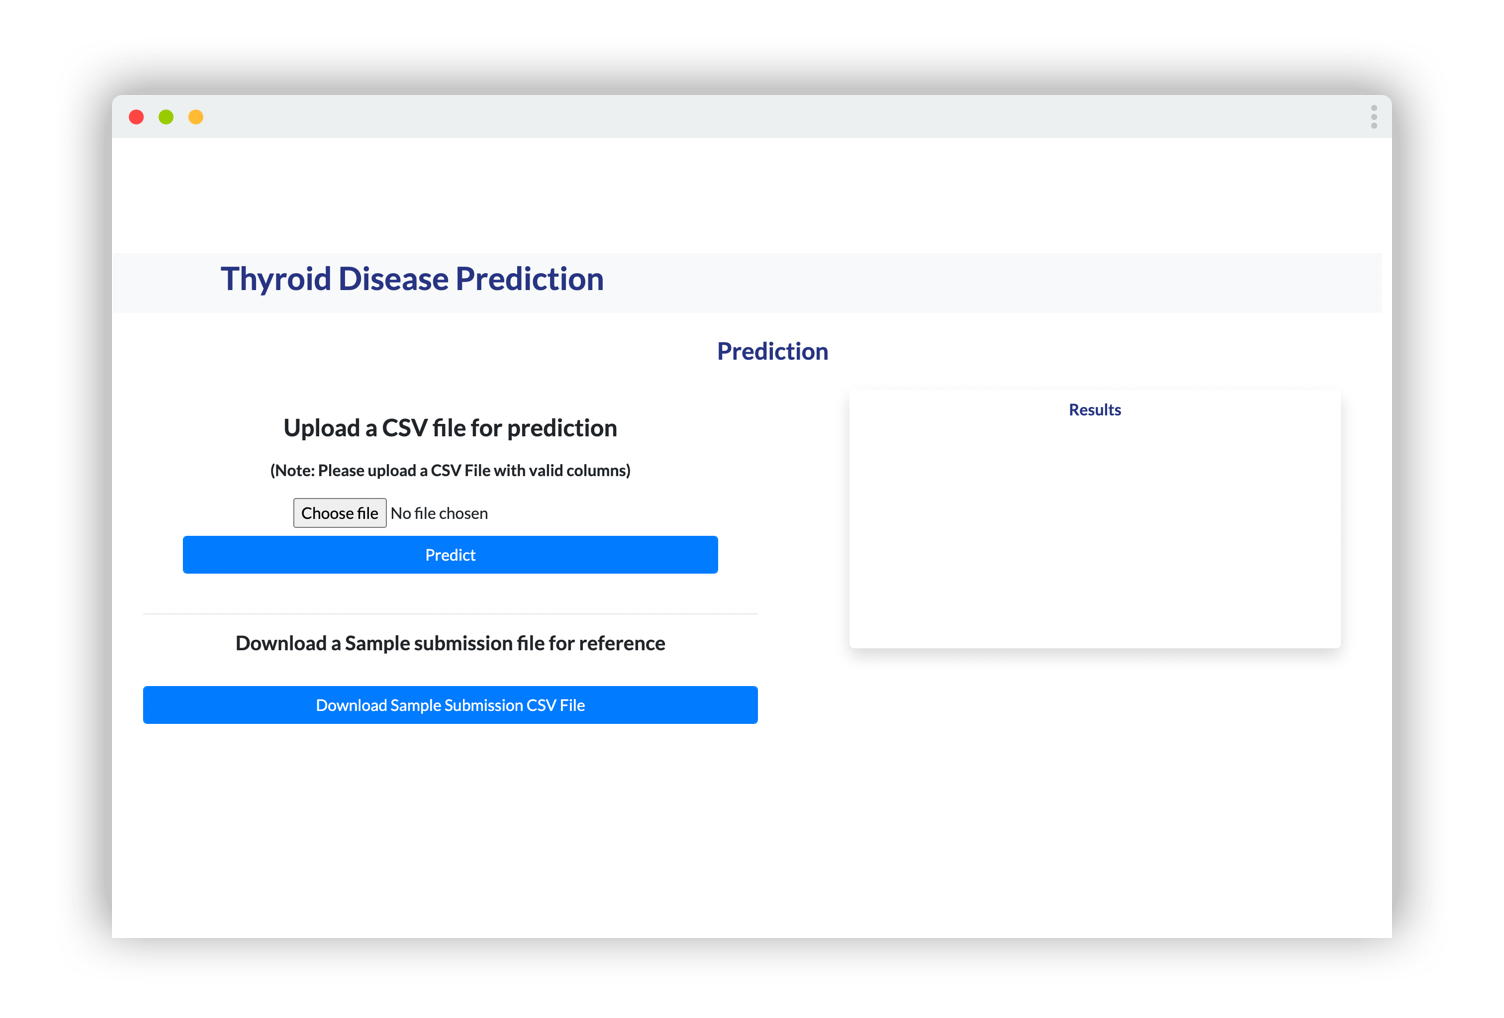 Thyroid Disease Prediction
Prediction
Upload a CSV file for prediction
(Note: Please upload a CSV File with valid columns)
Choose file No file chosen
Predict
Download a Sample submission file for reference
Download Sample Submission CSV File
Results